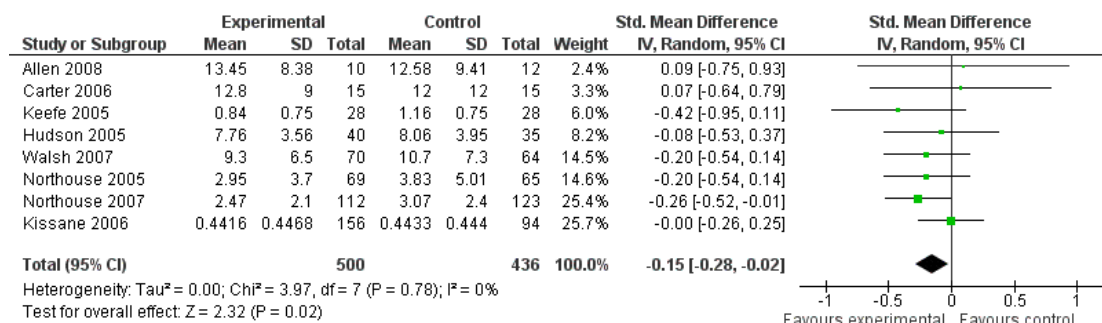 Experimental Control Std. Mean Difference Std. Mean Difference
Study or Subgroup Mean SD Total Mean SD Total Weight IV, Random, 95% CI IV, Random, 95% CI
Allen 2008 13.45 8.38 10 12.58 9.41 12 2.4% 0.09 [-0.75, 0.93]
Carter 2006 12.8 9 15 12 12 15 3.3% 0.07 [-0.64, 0.79]
Keefe 2005 0.84 0.75 28 1.16 0.75 28 6.0% -0.42 [-0.95, 0.11]
Hudson 2005 7.76 3.56 40 8.06 3.95 35 8.2% -0.08 [-0.53, 0.37]
Walsh 2007 9.3 6.5 70 10.7 7.3 64 14.5% -0.20 [-0.54, 0.14]
Northouse 2005 2.95 3.7 69 3.83 5.01 65 14.6% -0.20 [-0.54, 0.14]
Northouse 2007 2.47 2.1 112 3.07 2.4 123 25.4% -0.26 [-0.52, -0.01]
Kissane 2006 0.4416 0.4468 156 0.4433 0.444 94 25.7% -0.00 [-0.26, 0.25]
Total (95% CI) 500 436 100.0% -0.15 [-0.28, -0.02]
Heterogeneity: Tau² = 0.00; Chi² = 3.97, df = 7 (P = 0.78); I² = 0%
Test for overall effect: Z = 2.32 (P = 0.02)
-1 -0.5 0 0.5 1
Favours experimental Favours control